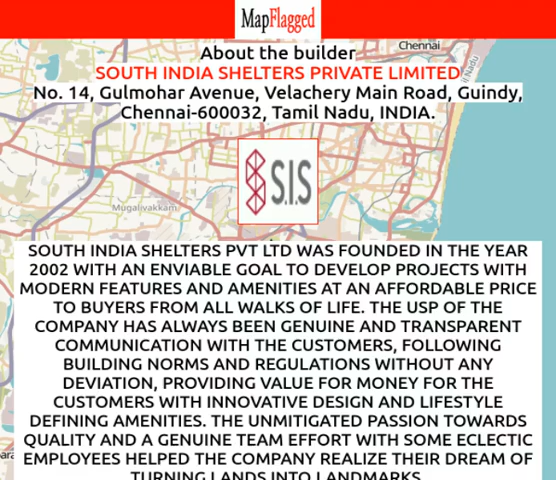 MapFlagged
Chennai
About the builder
SOUTH INDIA SHELTERS PRIVATE LIMITED
No. 14, Gulmohar Avenue, Velachery Main Road, Guindy,
Chennai-600032, Tamil Nadu, INDIA.
Tamil Nadu
S.I.S
Mugalivakkam
SOUTH INDIA SHELTERS PVT LTD WAS FOUNDED IN THE YEAR
2002 WITH AN ENVIABLE GOAL TO DEVELOP PROJECTS WITH
MODERN FEATURES AND AMENITIES AT AN AFFORDABLE PRICE
TO BUYERS FROM ALL WALKS OF LIFE. THE USP OF THE
COMPANY HAS ALWAYS BEEN GENUINE AND TRANSPARENT
COMMUNICATION WITH THE CUSTOMERS, FOLLOWING
BUILDING NORMS AND REGULATIONS WITHOUT ANY
DEVIATION, PROVIDING VALUE FOR MONEY FOR THE
CUSTOMERS WITH INNOVATIVE DESIGN AND LIFESTYLE
DEFINING AMENITIES. THE UNMITIGATED PASSION TOWARDS
QUALITY AND A GENUINE TEAM EFFORT WITH SOME ECLECTIC
EMPLOYEES HELPED THE COMPANY REALIZE THEIR DREAM OF
TURNING LANDS INTO LANDMARKS